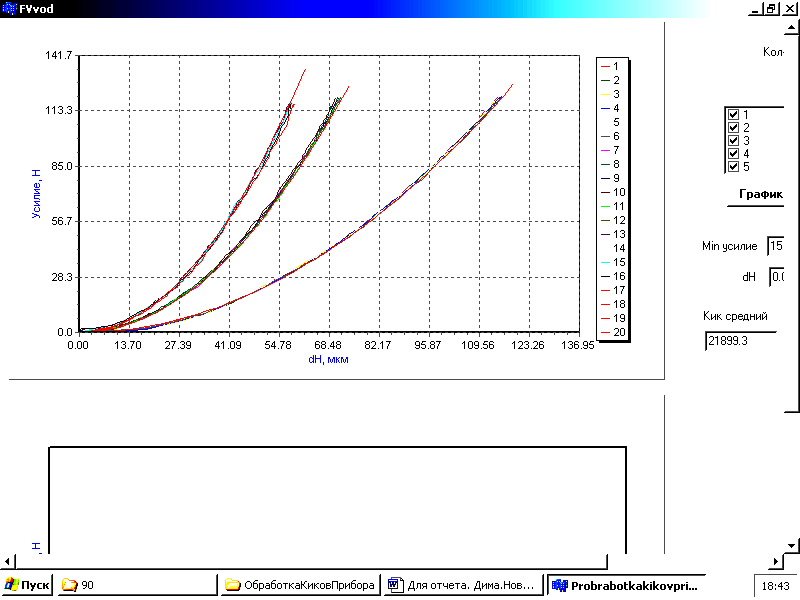 FVvod
141.7
113.3
85.0
56.7
28.3
0.0
Усилие, Н
0.00 13.70 27.39 41.09 54.78 68.48 82.17 95.87 109.56 123.26 136.95
dH, мкм
1
2
3
4
5
6
7
8
9
10
11
12
13
14
15
16
17
18
19
20
Кол
1
2
3
4
5
График
Min усилие 15
dH 0.0
Кик средний
21899.3
Н
Пуск 90 ОбработкаКиковПрибора Для отчета. Дима.Нов... Probrabotkakikovpri... 18:43